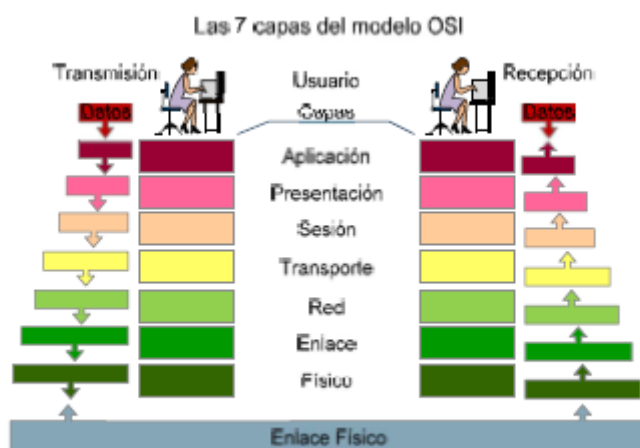 Las 7 capas del modelo OSI
Transmisión
Usuario
Recepción
Datos
Capas
Datos
Aplicación
Presentación
Sesión
Transporte
Red
Enlace
Físico
Enlace Físico